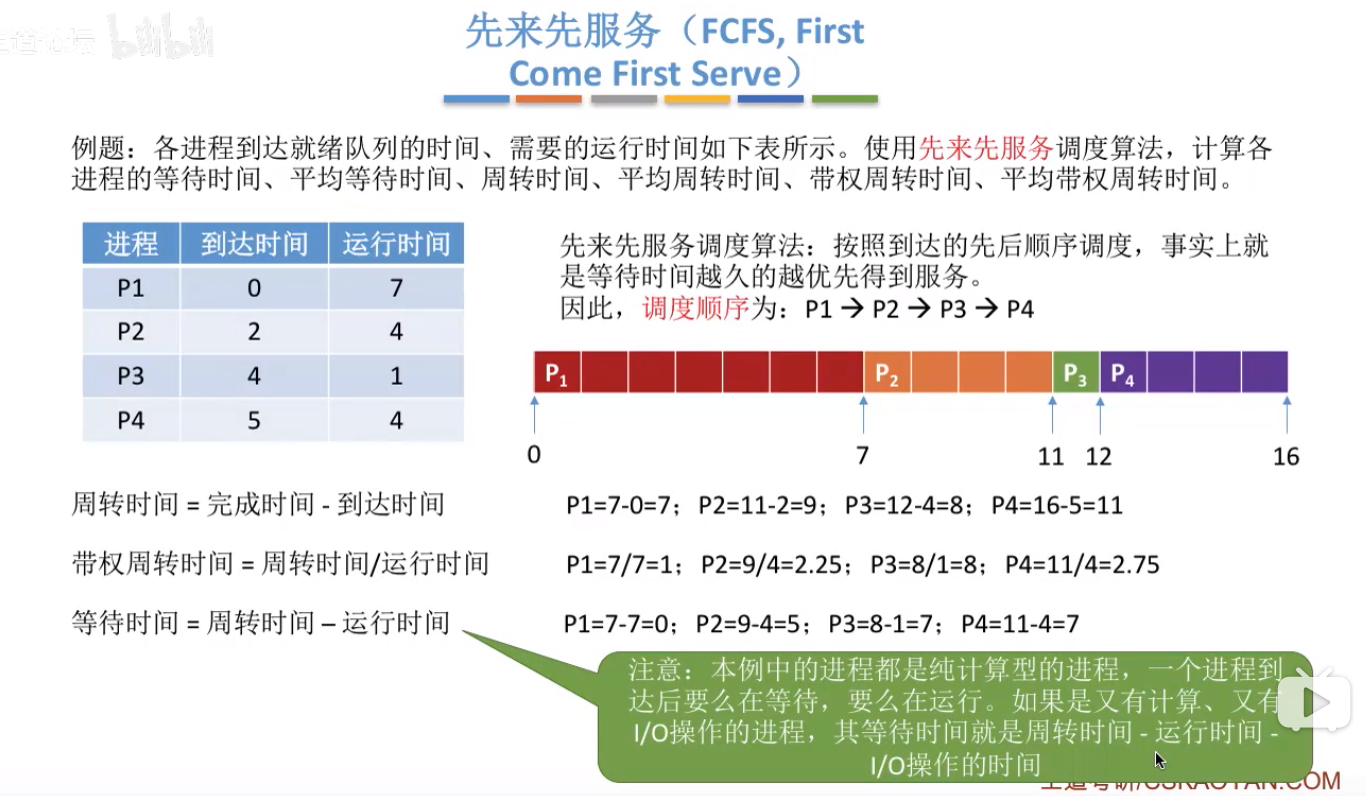 bilibili
先来先服务（FCFS, First
Come First Serve）
例题：各进程到达就绪队列的时间、需要的运行时间如下表所示。使用先来先服务调度算法，计算各
进程的等待时间、平均等待时间、周转时间、平均周转时间、带权周转时间、平均带权周转时间。
进程 到达时间 运行时间
P1 0 7
P2 2 4
P3 4 1
P4 5 4
先来先服务调度算法：按照到达的先后顺序调度，事实上就
是等待时间越久的越优先得到服务。
因此，调度顺序为：P1 → P2 → P3 → P4
P1 P2 P3 P4
0 7 11 12 16
周转时间 = 完成时间 - 到达时间
P1=7-0=7；P2=11-2=9；P3=12-4=8；P4=16-5=11
带权周转时间 = 周转时间/运行时间
P1=7/7=1；P2=9/4=2.25；P3=8/1=8；P4=11/4=2.75
等待时间 = 周转时间 – 运行时间
P1=7-7=0；P2=9-4=5；P3=8-1=7；P4=11-4=7
注意：本例中的进程都是纯计算型的进程，一个进程到
达后要么在等待，要么在运行。如果是又有计算、又有
I/O操作的进程，其等待时间就是周转时间 - 运行时间 -
I/O操作的时间
王道考研/CSKAOYAN.COM